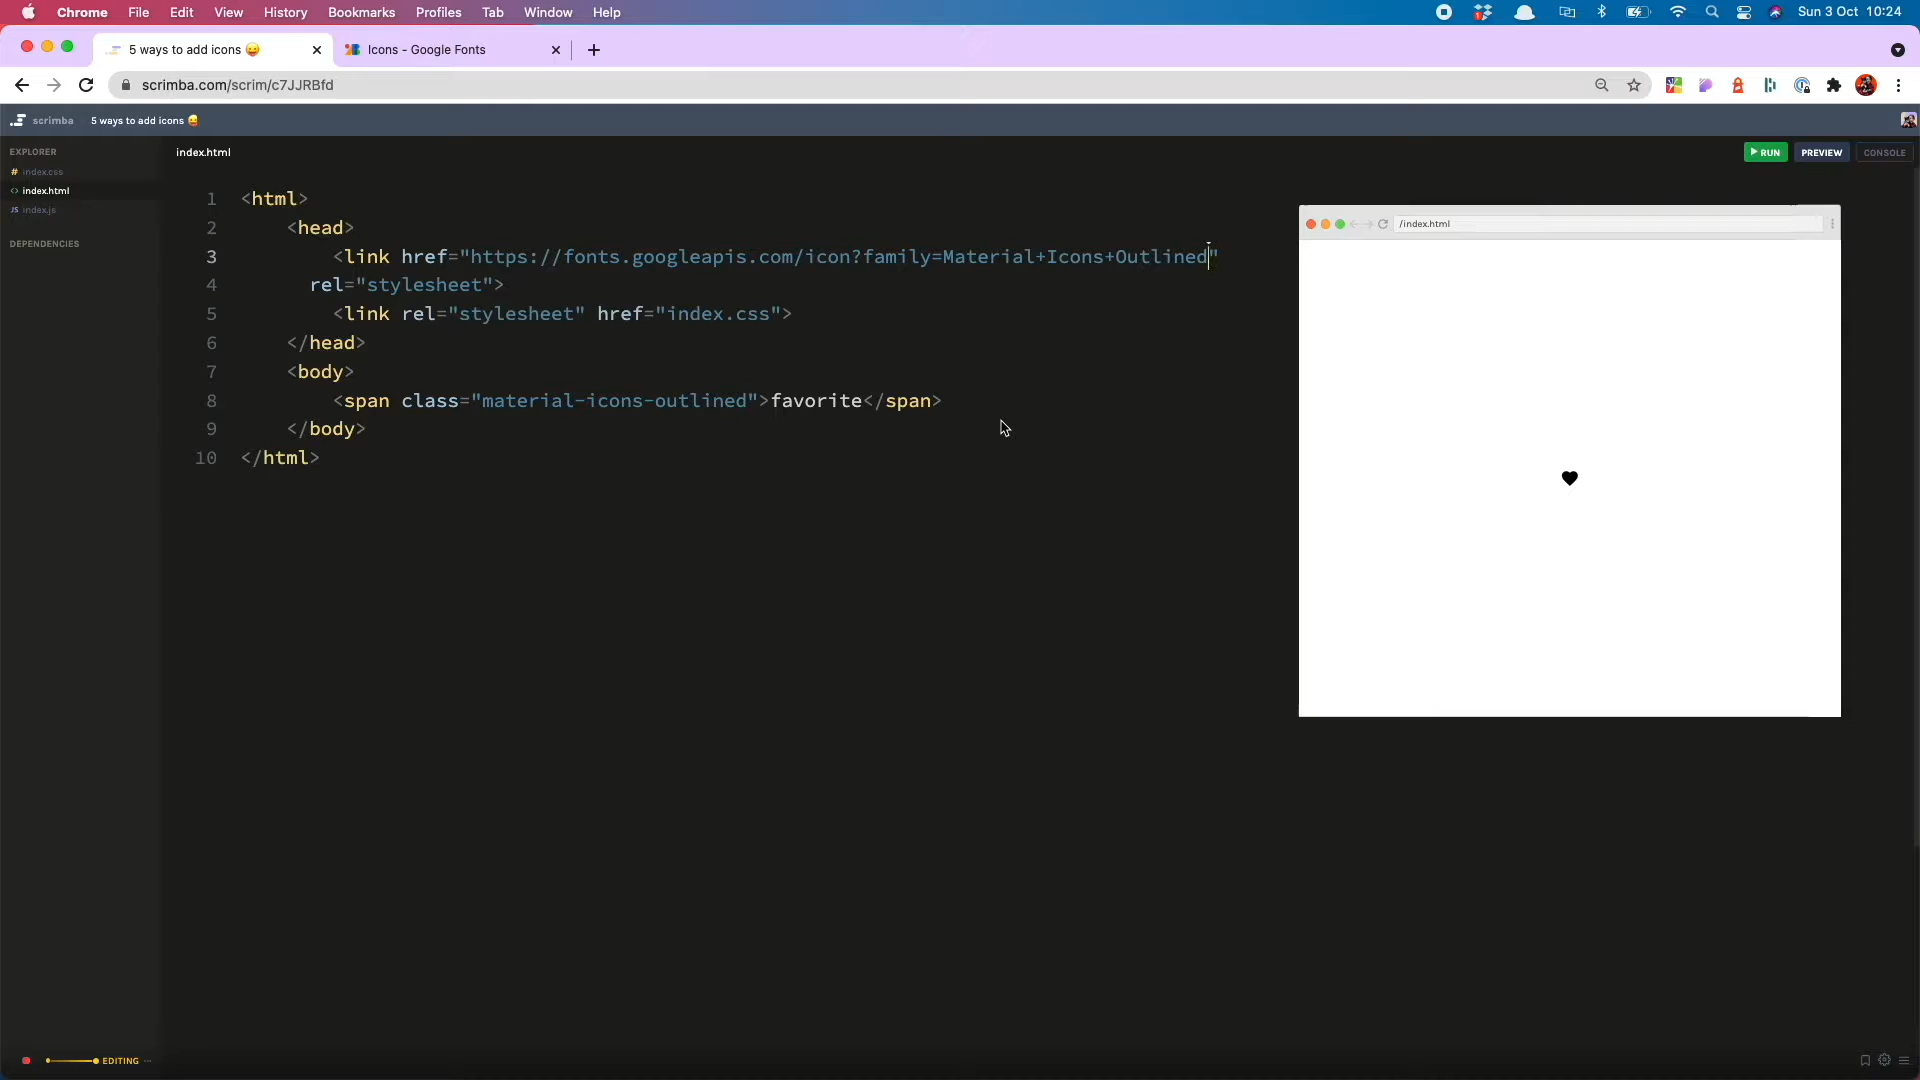 Chrome File Edit View History Bookmarks Profiles Tab Window Help Sun 3 Oct 10:24
5 ways to add icons 😛 Icons - Google Fonts
scrimba.com/scrim/c7JJRBfd
scrimba 5 ways to add icons 😛
EXPLORER
# index.css
<> index.html
JS index.js
DEPENDENCIES
index.html
RUN PREVIEW CONSOLE
1 <html>
2 <head>
3 <link href="https://fonts.googleapis.com/icon?family=Material+Icons+Outlined"
4 rel="stylesheet">
5 <link rel="stylesheet" href="index.css">
6 </head>
7 <body>
8 <span class="material-icons-outlined">favorite</span>
9 </body>
10 </html>
/index.html
EDITING ...